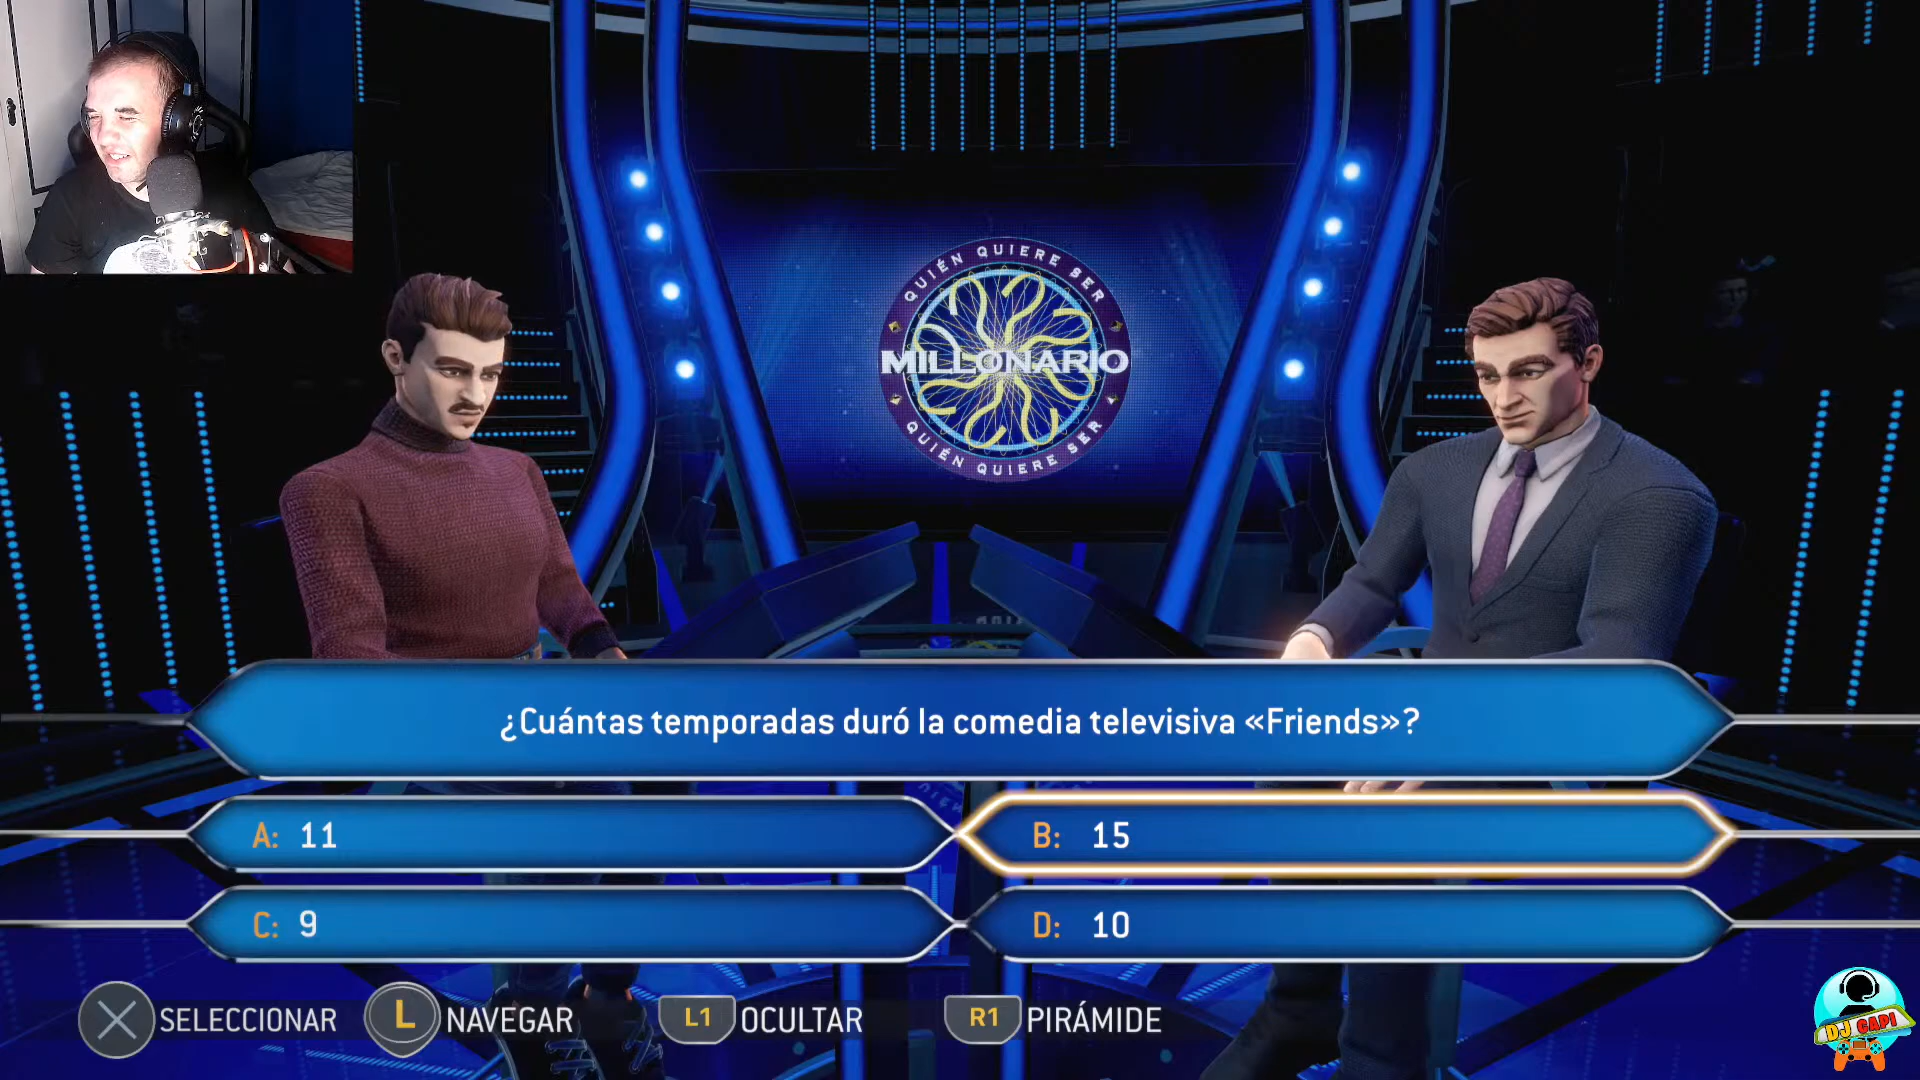 QUIÉN QUIERE SER
MILLONARIO
QUIÉN QUIERE SER
¿Cuántas temporadas duró la comedia televisiva «Friends»?
A: 11
B: 15
C: 9
D: 10
SELECCIONAR
L NAVEGAR
L1 OCULTAR
R1 PIRÁMIDE
DJ CAPI